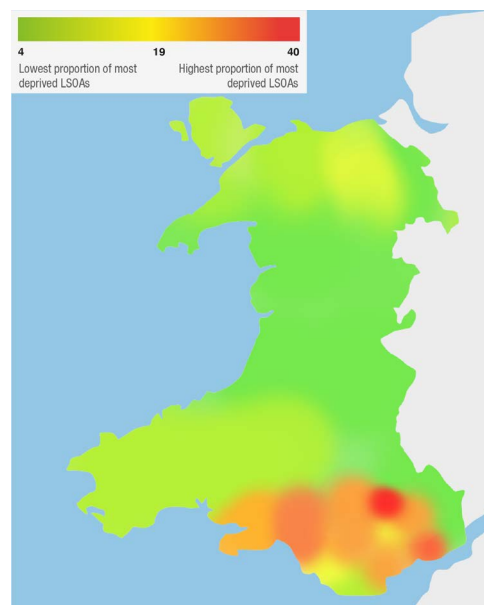 4 19 40
Lowest proportion of most Highest proportion of most
deprived LSOAs deprived LSOAs